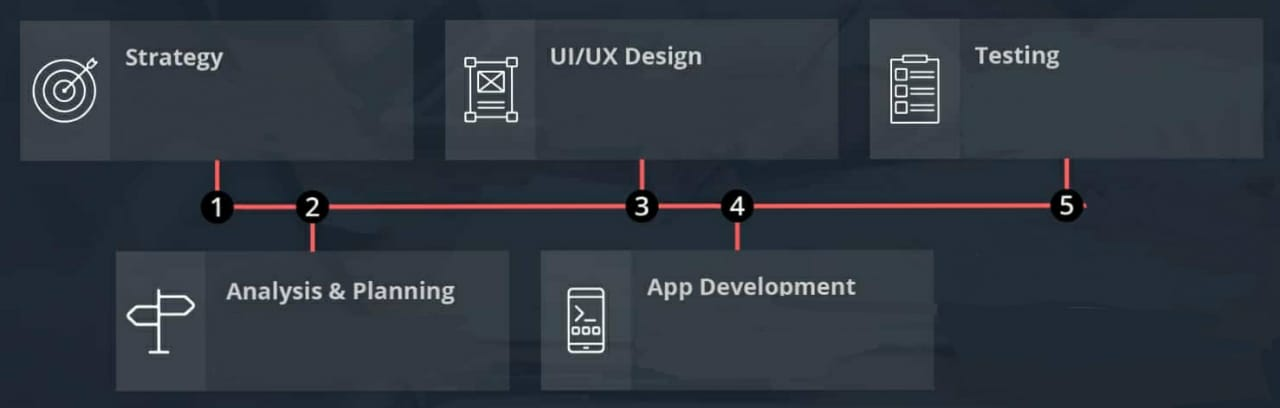 Strategy
UI/UX Design
Testing
1
2
3
4
5
Analysis & Planning
App Development